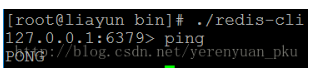 [root@liayun bin]# ./redis-cli
127.0.0.1:6379> ping
PONG
http://blog.csdn.net/yerenyuan_pku